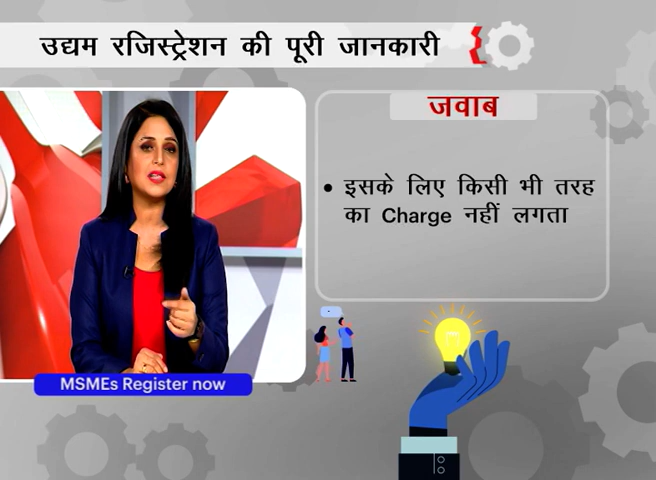 उद्यम रजिस्ट्रेशन की पूरी जानकारी
जवाब
• इसके लिए किसी भी तरह
का Charge नहीं लगता
MSMEs Register now